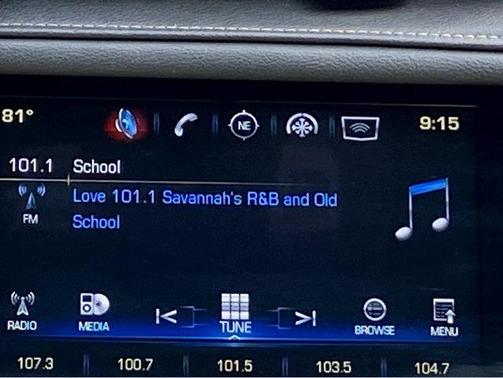 81° NE 9:15
101.1 School
Love 101.1 Savannah's R&B and Old
FM School
RADIO MEDIA TUNE BROWSE MENU
107.3 100.7 101.5 103.5 104.7